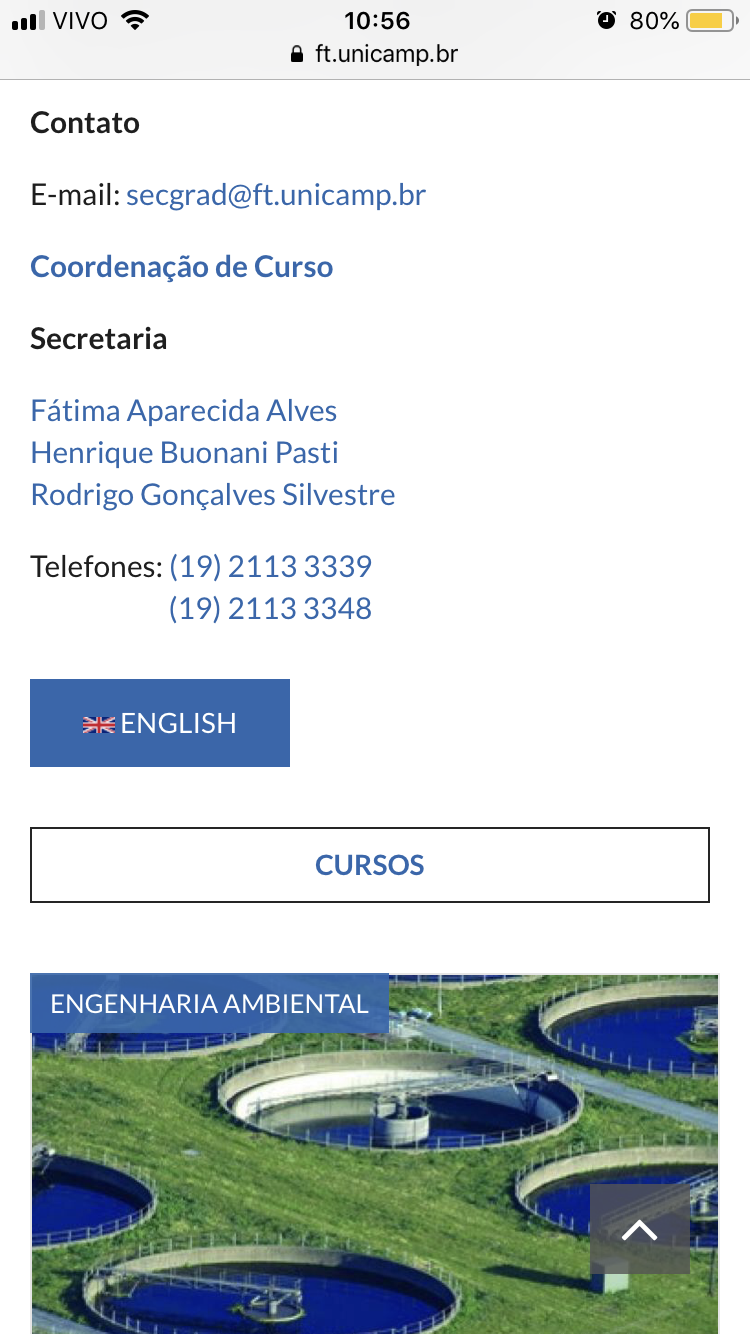 VIVO 10:56 80%
ft.unicamp.br
Contato
E-mail: secgrad@ft.unicamp.br
Coordenação de Curso
Secretaria
Fátima Aparecida Alves
Henrique Buonani Pasti
Rodrigo Gonçalves Silvestre
Telefones: (19) 2113 3339
(19) 2113 3348
ENGLISH
CURSOS
ENGENHARIA AMBIENTAL